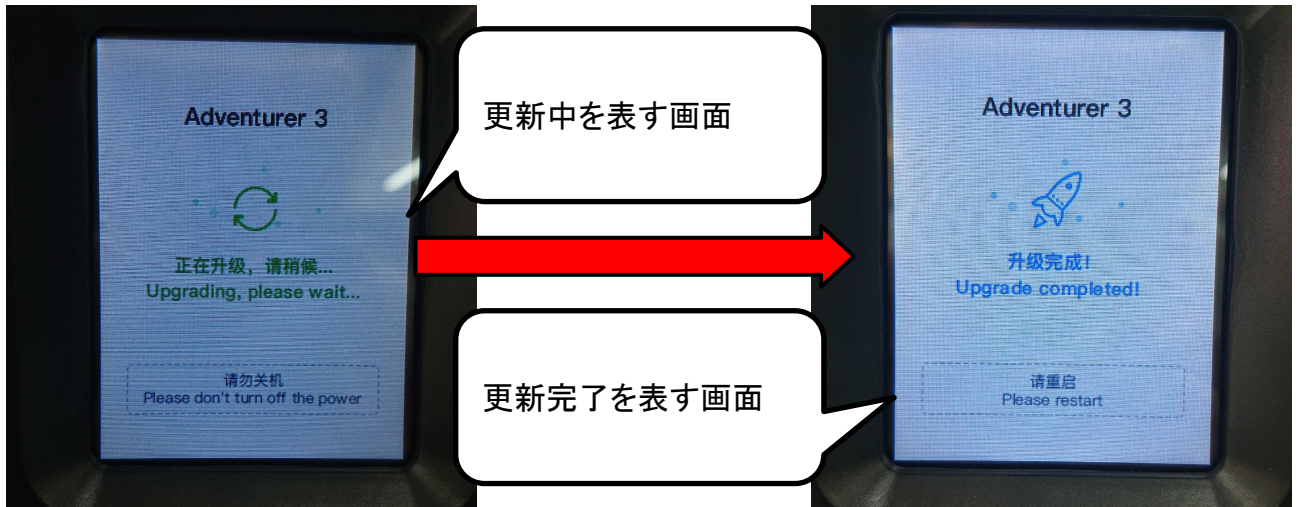 Adventurer 3
正在升级，请稍候...
Upgrading, please wait...
请勿关机
Please don't turn off the power
更新中を表す画面
更新完了を表す画面
Adventurer 3
升级完成！
Upgrade completed!
请重启
Please restart